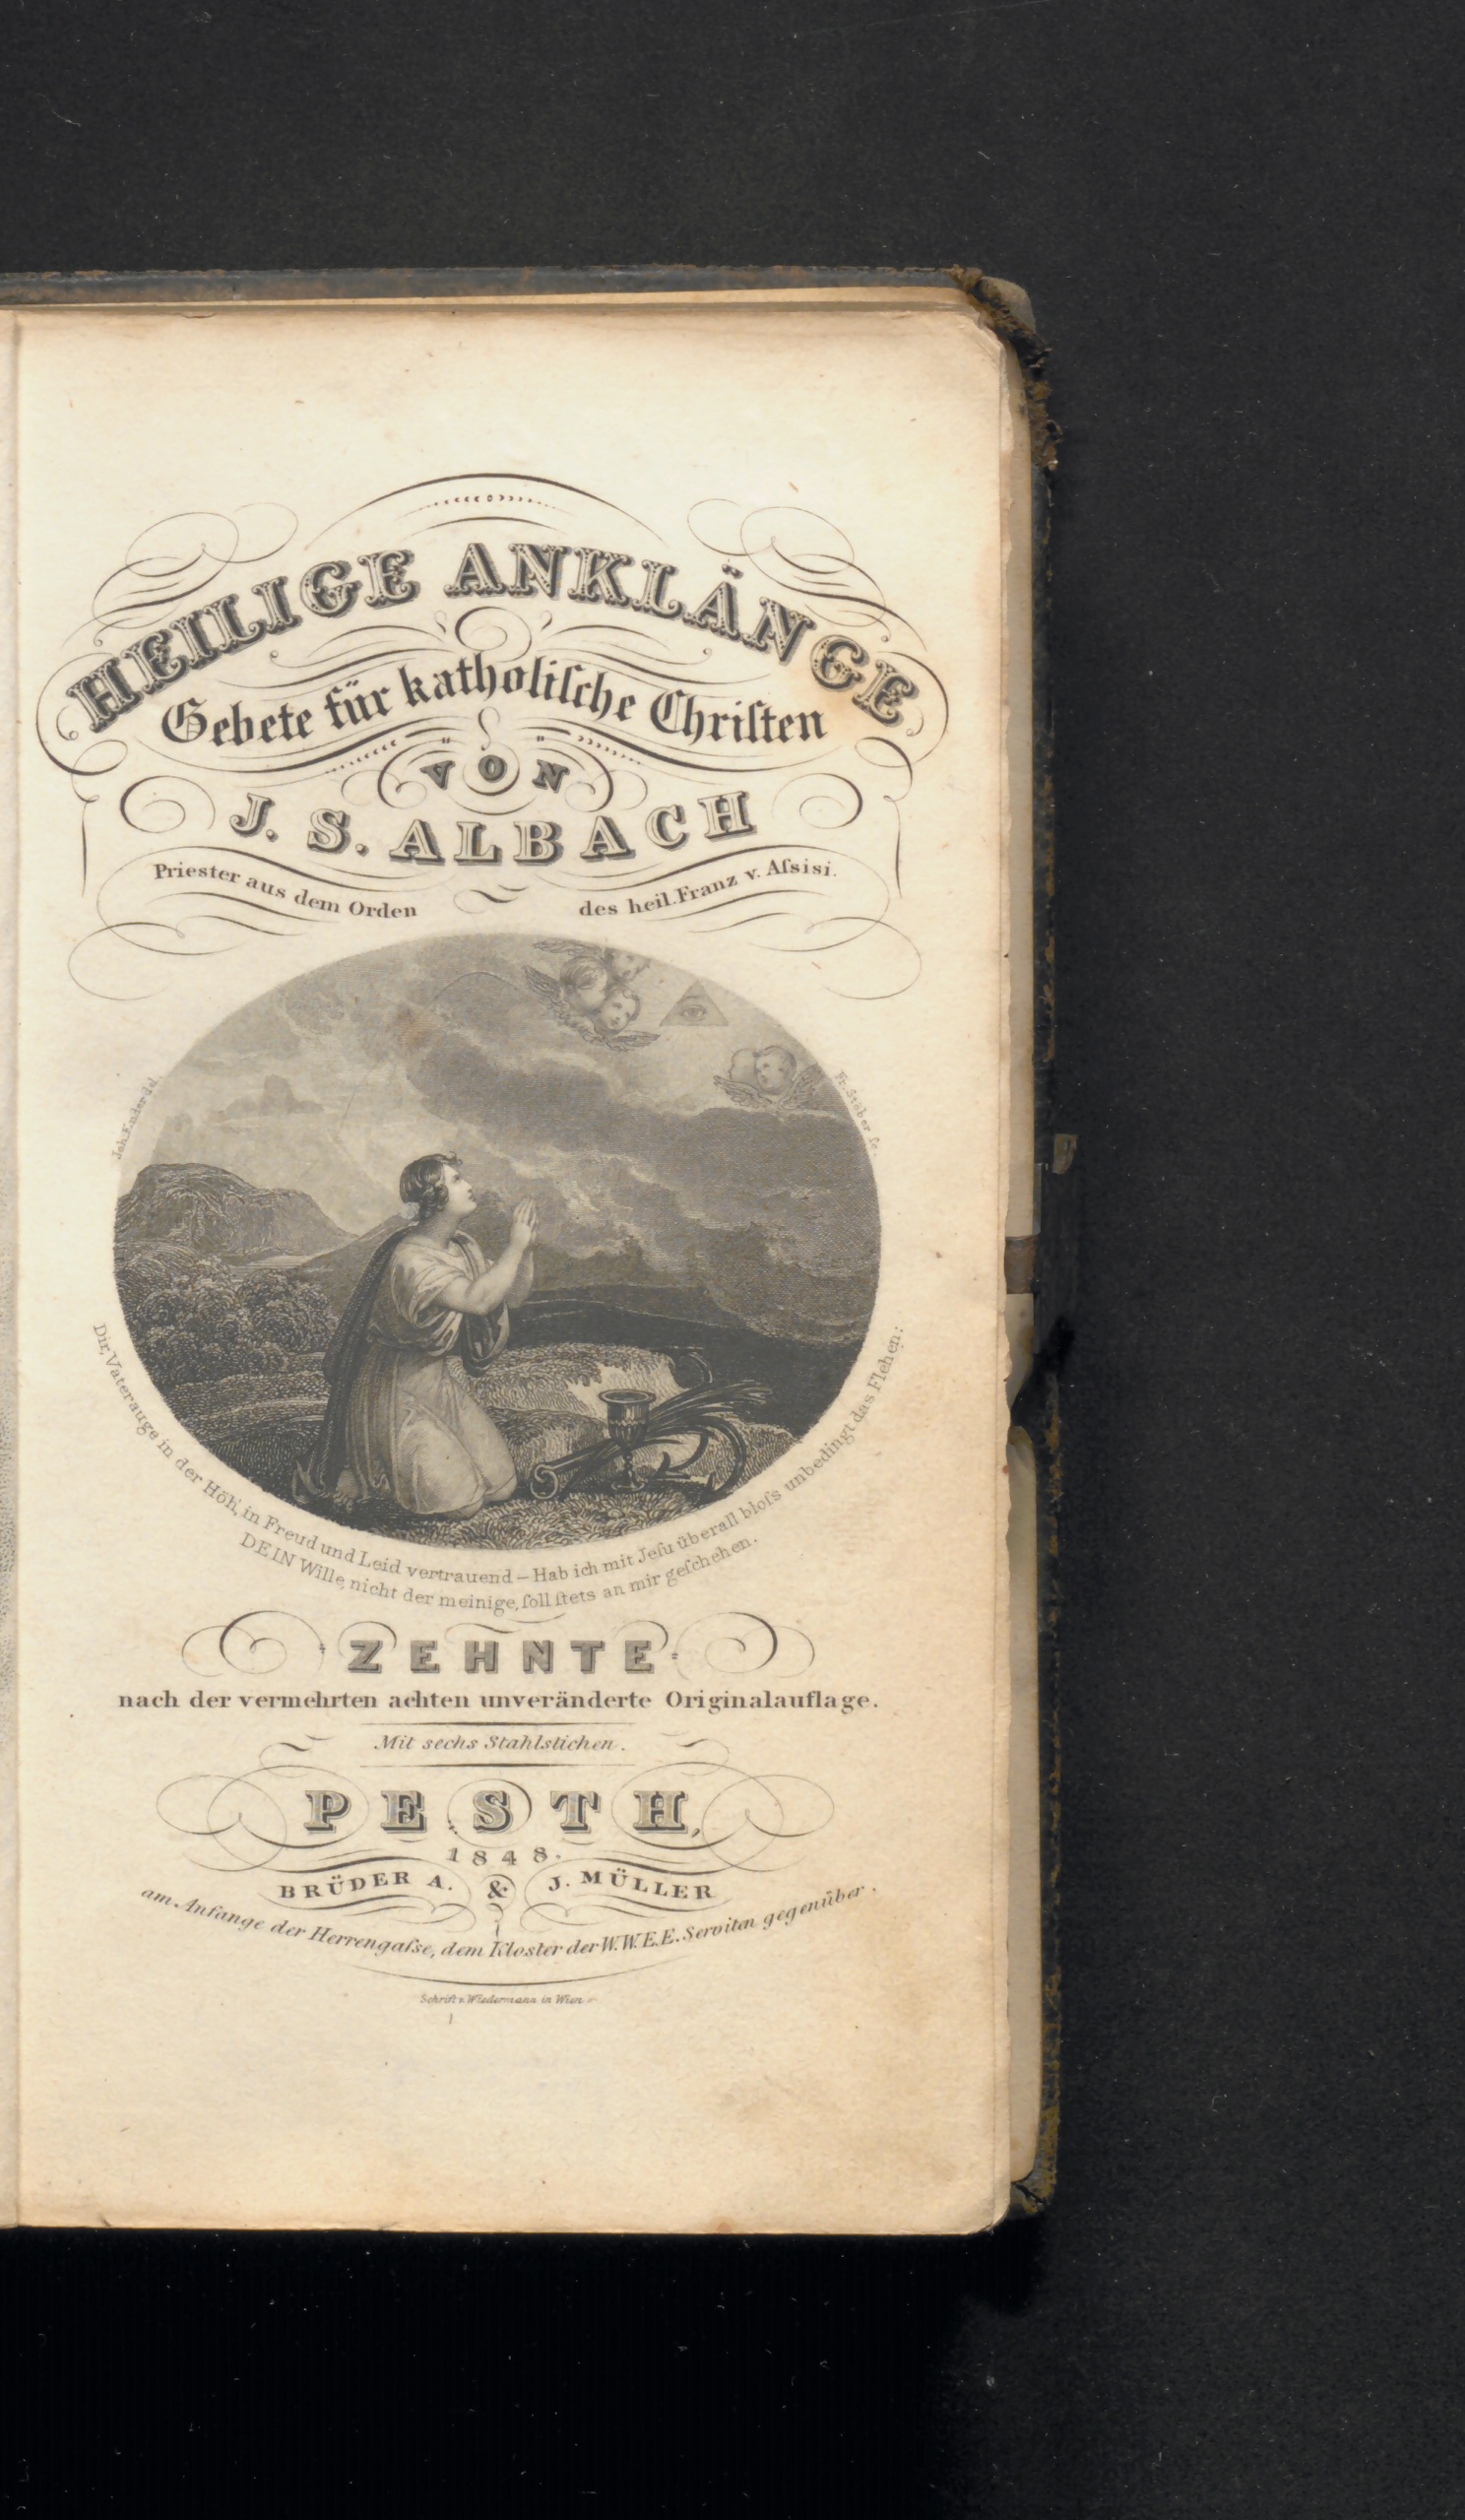 HEILIGE ANKLÄNGE
Gebete für katholiſche Chriſten
VON
J. S. ALBACH
Prieſter aus dem Orden des heil. Franz v. Aſsisi.
Joh. Ender del.
Fr. Stöber ſc.
Dir, Vaterauge in der Höh', in Freud und Leid vertrauend – Hab ich mit Jeſu überall bloſs unbedingt das Flehen:
DEIN Wille, nicht der meinige, ſoll ſtets an mir geſchehen.
ZEHNTE
nach der vermehrten achten unveränderte Originalauflage.
Mit sechs Stahlstichen.
PESTH,
1848.
BRÜDER A. & J. MÜLLER
am Anfange der Herrengaſse, dem Kloster der W.W.E.E. Serviten gegenüber.
Schrift v. Wiedermann in Wien